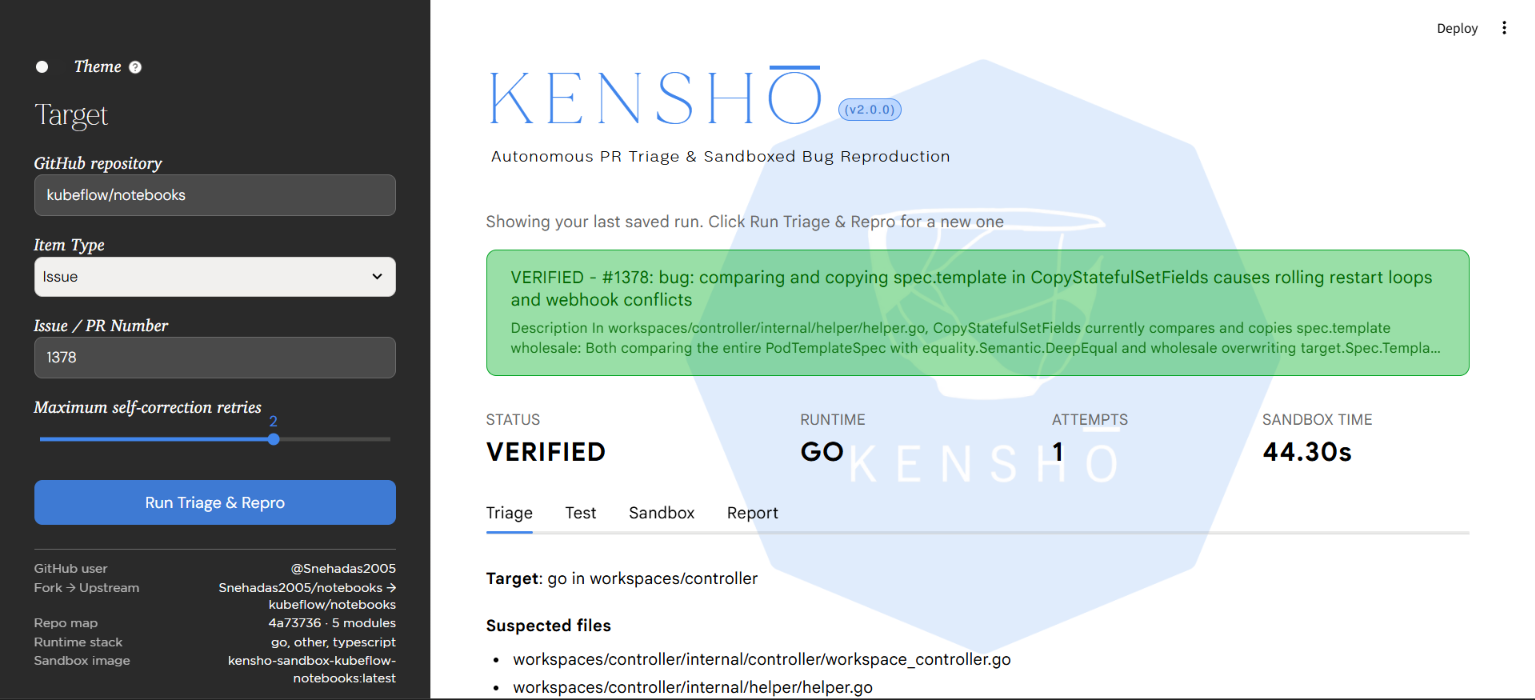 Deploy
Theme ?
Target
GitHub repository
kubeflow/notebooks
Item Type
Issue
Issue / PR Number
1378
Maximum self-correction retries
2
Run Triage & Repro
GitHub user @Snehadas2005
Fork → Upstream Snehadas2005/notebooks →
kubeflow/notebooks
Repo map 4a73736 · 5 modules
Runtime stack go, other, typescript
Sandbox image kensho-sandbox-kubeflow-
notebooks:latest
KENSHŌ (v2.0.0)
Autonomous PR Triage & Sandboxed Bug Reproduction
Showing your last saved run. Click Run Triage & Repro for a new one
VERIFIED - #1378: bug: comparing and copying spec.template in CopyStatefulSetFields causes rolling restart loops
and webhook conflicts
Description In workspaces/controller/internal/helper/helper.go, CopyStatefulSetFields currently compares and copies spec.template
wholesale: Both comparing the entire PodTemplateSpec with equality.Semantic.DeepEqual and wholesale overwriting target.Spec.Templa...
STATUS RUNTIME ATTEMPTS SANDBOX TIME
VERIFIED GO 1 44.30s
KENSHŌ
Triage Test Sandbox Report
Target: go in workspaces/controller
Suspected files
• workspaces/controller/internal/controller/workspace_controller.go
• workspaces/controller/internal/helper/helper.go